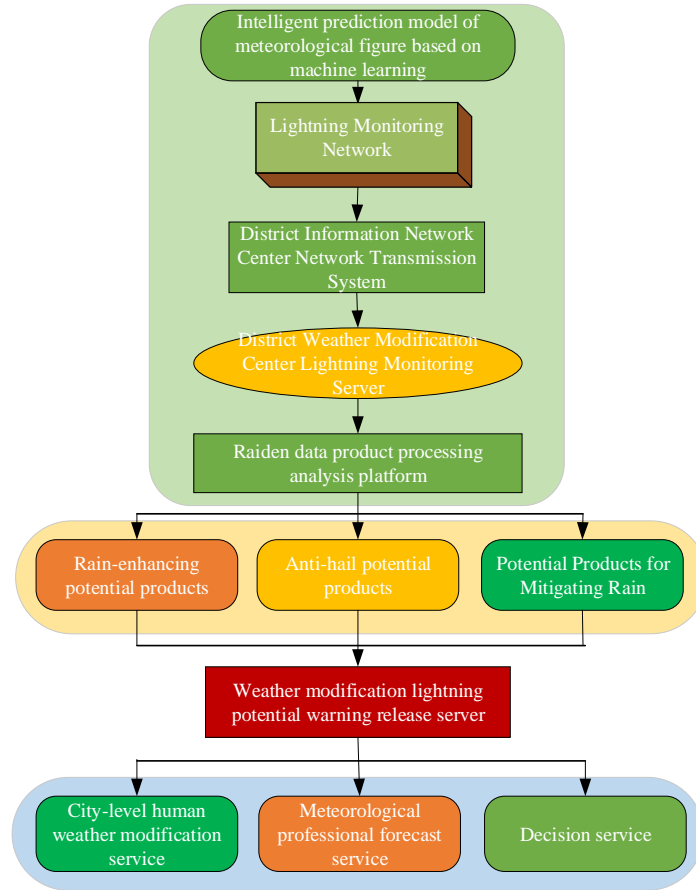 Intelligent prediction model of
meteorological figure based on
machine learning
Lightning Monitoring
Network
District Information Network
Center Network Transmission
System
District Weather Modification
Center Lightning Monitoring
Server
Raiden data product processing
analysis platform
Rain-enhancing
potential products
Anti-hail potential
products
Potential Products for
Mitigating Rain
Weather modification lightning
potential warning release server
City-level human
weather modification
service
Meteorological
professional forecast
service
Decision service